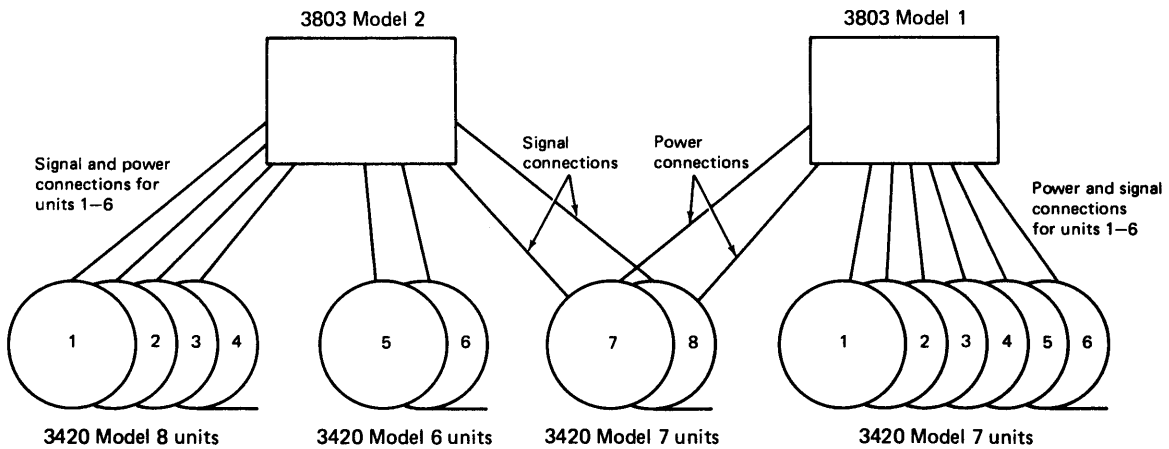 3803 Model 2
3803 Model 1
Signal and power
connections for
units 1–6
Signal
connections
Power
connections
Power and signal
connections
for units 1–6
1
2
3
4
5
6
7
8
1
2
3
4
5
6
3420 Model 8 units
3420 Model 6 units
3420 Model 7 units
3420 Model 7 units